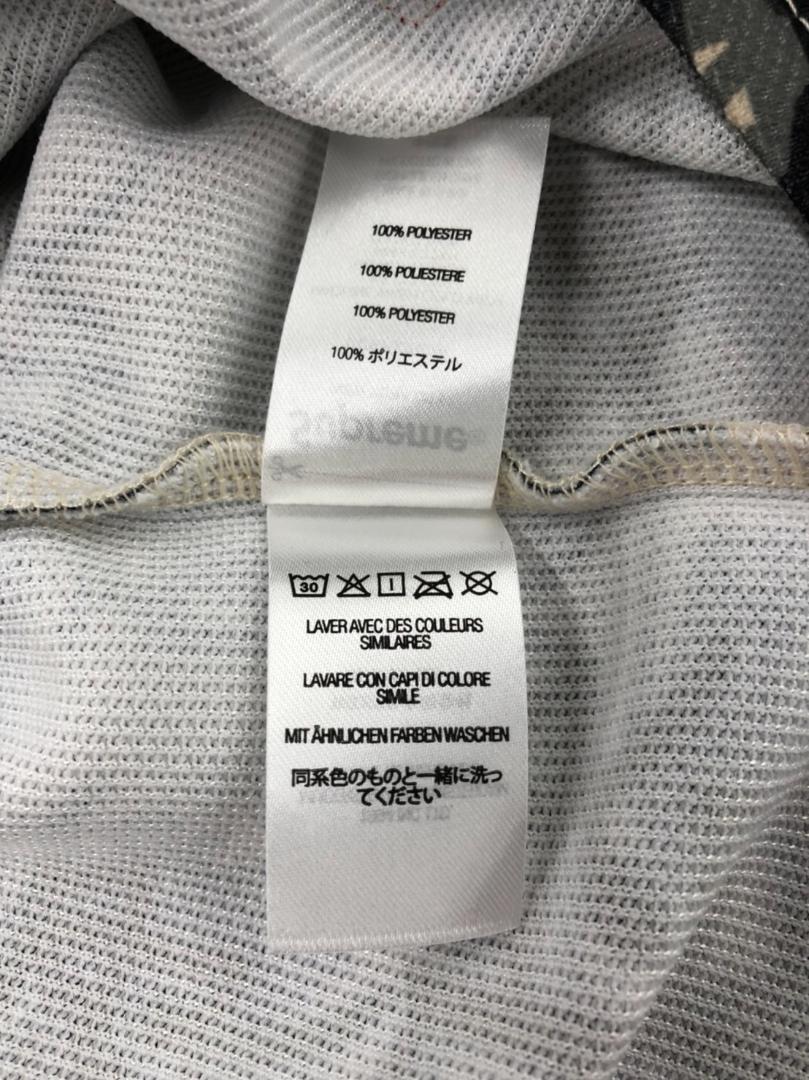 100% POLYESTER
100% POLIESTERE
100% POLYESTER
100% ポリエステル
Supreme
30
LAVER AVEC DES COULEURS
SIMILAIRES
LAVARE CON CAPI DI COLORE
SIMILE
MIT ÄHNLICHEN FARBEN WASCHEN
同系色のものと一緒に洗っ
てください